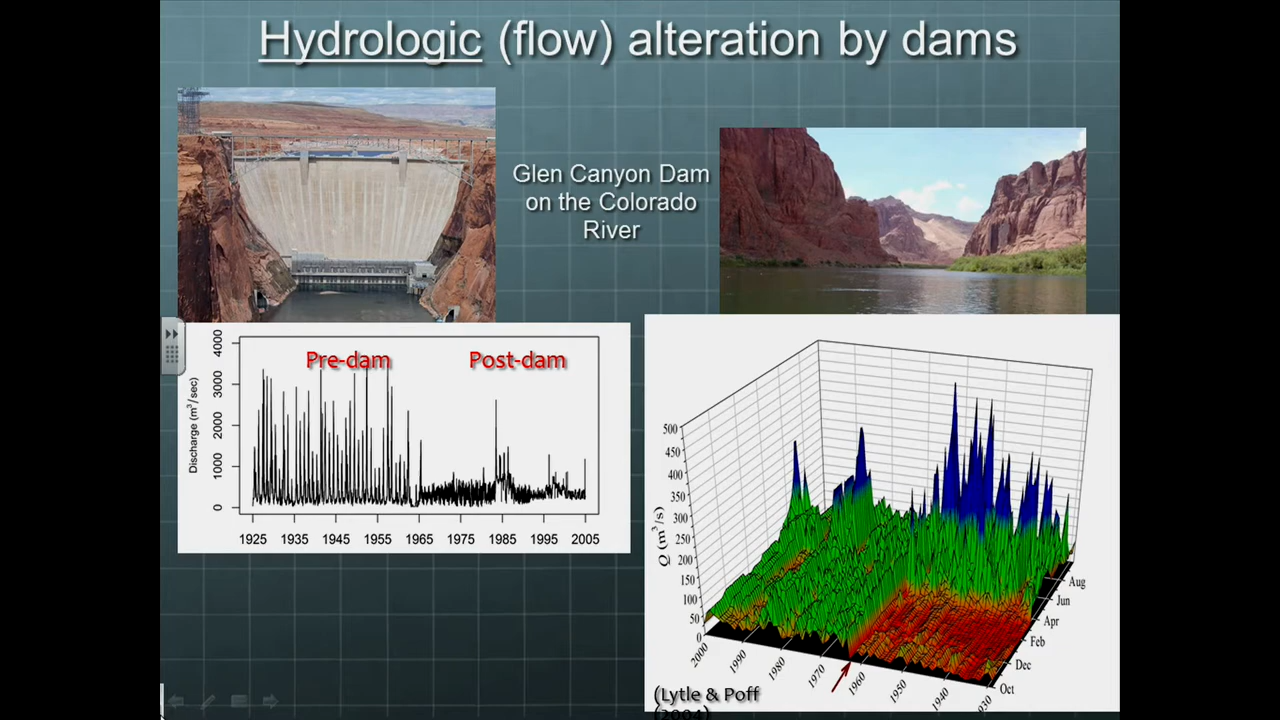 Hydrologic (flow) alteration by dams
Glen Canyon Dam
on the Colorado
River
Pre-dam
Post-dam
Discharge (m³/sec)
4000
3000
2000
1000
0
1925 1935 1945 1955 1965 1975 1985 1995 2005
Q (m³/s)
500
450
400
350
300
250
200
150
100
50
0
2000 1990 1980 1970 1960 1950 1940 930
Aug
Jun
Apr
Feb
Dec
Oct
(Lytle & Poff
(2004)